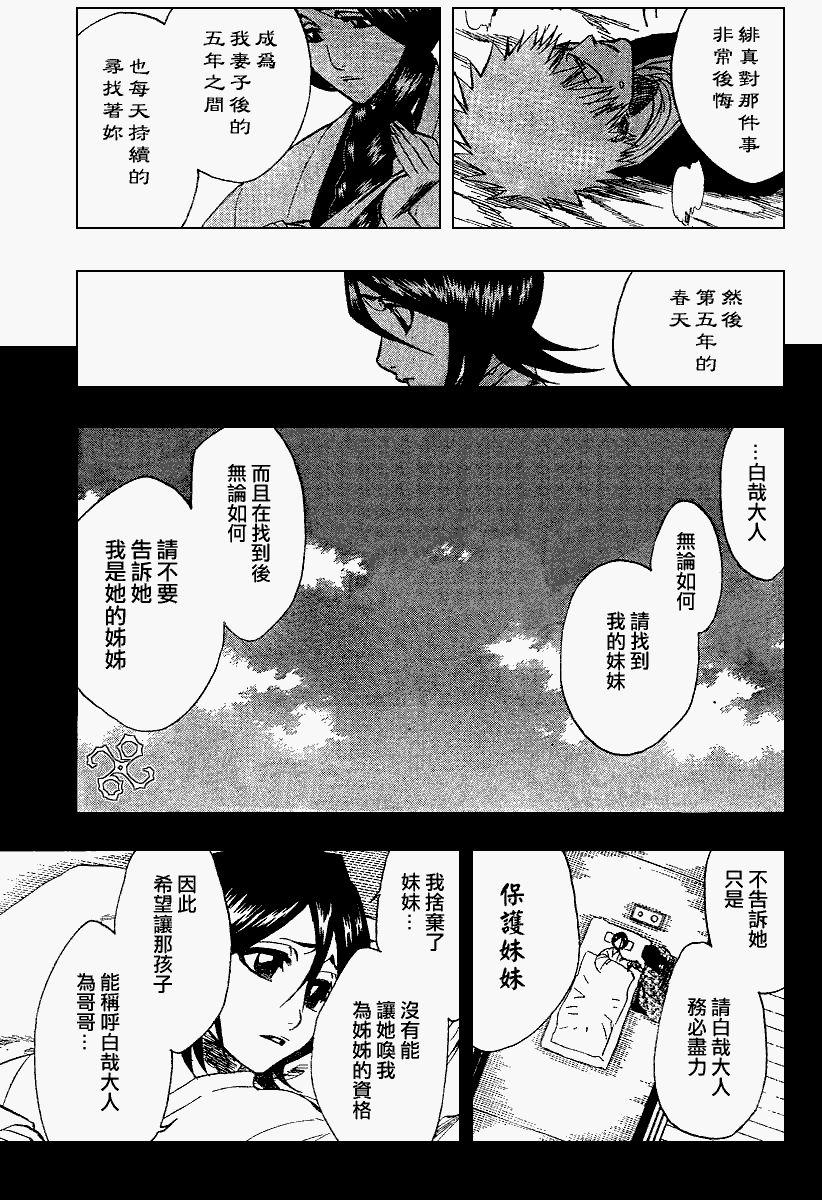 緋真對那件事
非常後悔
成爲
我妻子後的
五年之間
也每天持續的
尋找著妳
然後
第五年的
春天
…白哉大人
無論如何
請找到
我的妹妹
而且在找到後
無論如何
請不要
告訴她
我是她的姊姊
不告訴她
只是
請白哉大人
務必盡力
保護妹妹
我捨棄了
妹妹…
沒有能
讓她喚我
為姊姊的資格
因此
希望讓那孩子
能稱呼白哉大人
為哥哥…